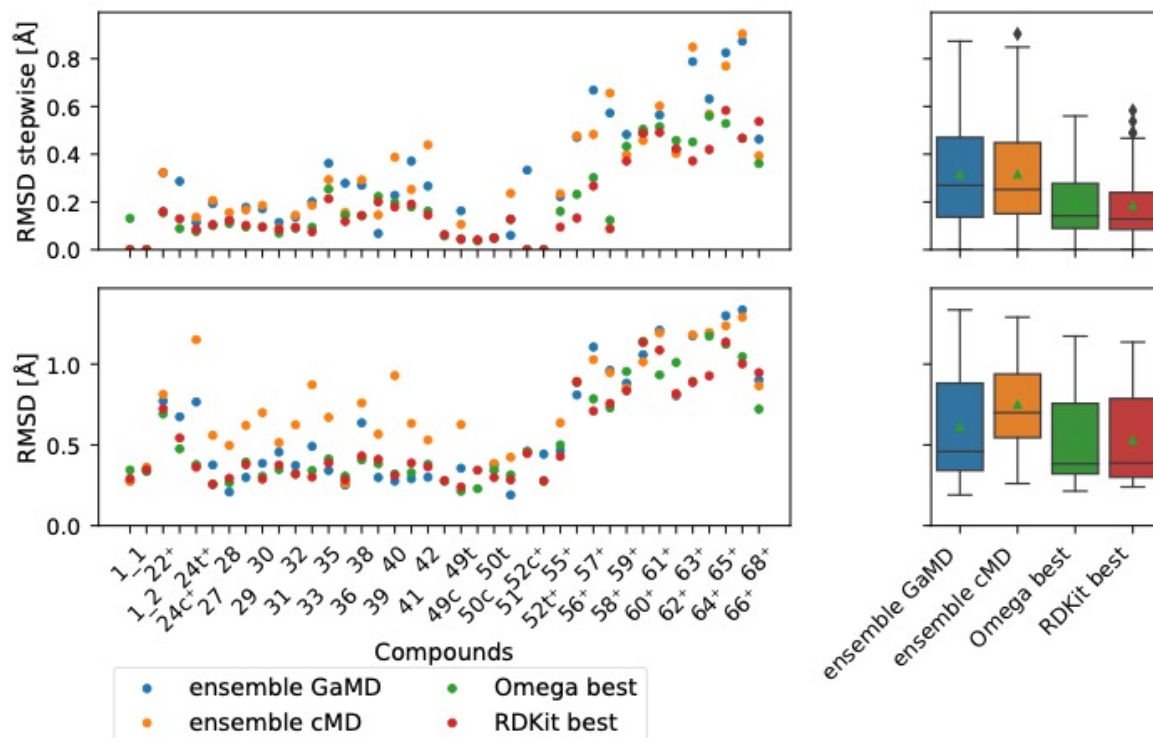 RMSD stepwise [Å]
0.8
0.6
0.4
0.2
0.0
RMSD [Å]
1.0
0.5
0.0
1_1
1_2
22⁺
24c⁺
24t⁺
27
28
29
30
31
32
33
35
36
38
39
40
41
42
49c
49t
50c
50t
51⁺
52c⁺
52t⁺
55⁺
56⁺
57⁺
58⁺
59⁺
60⁺
61⁺
62⁺
63⁺
64⁺
65⁺
66⁺
68⁺
Compounds
ensemble GaMD
ensemble cMD
Omega best
RDKit best
ensemble GaMD
ensemble cMD
Omega best
RDKit best